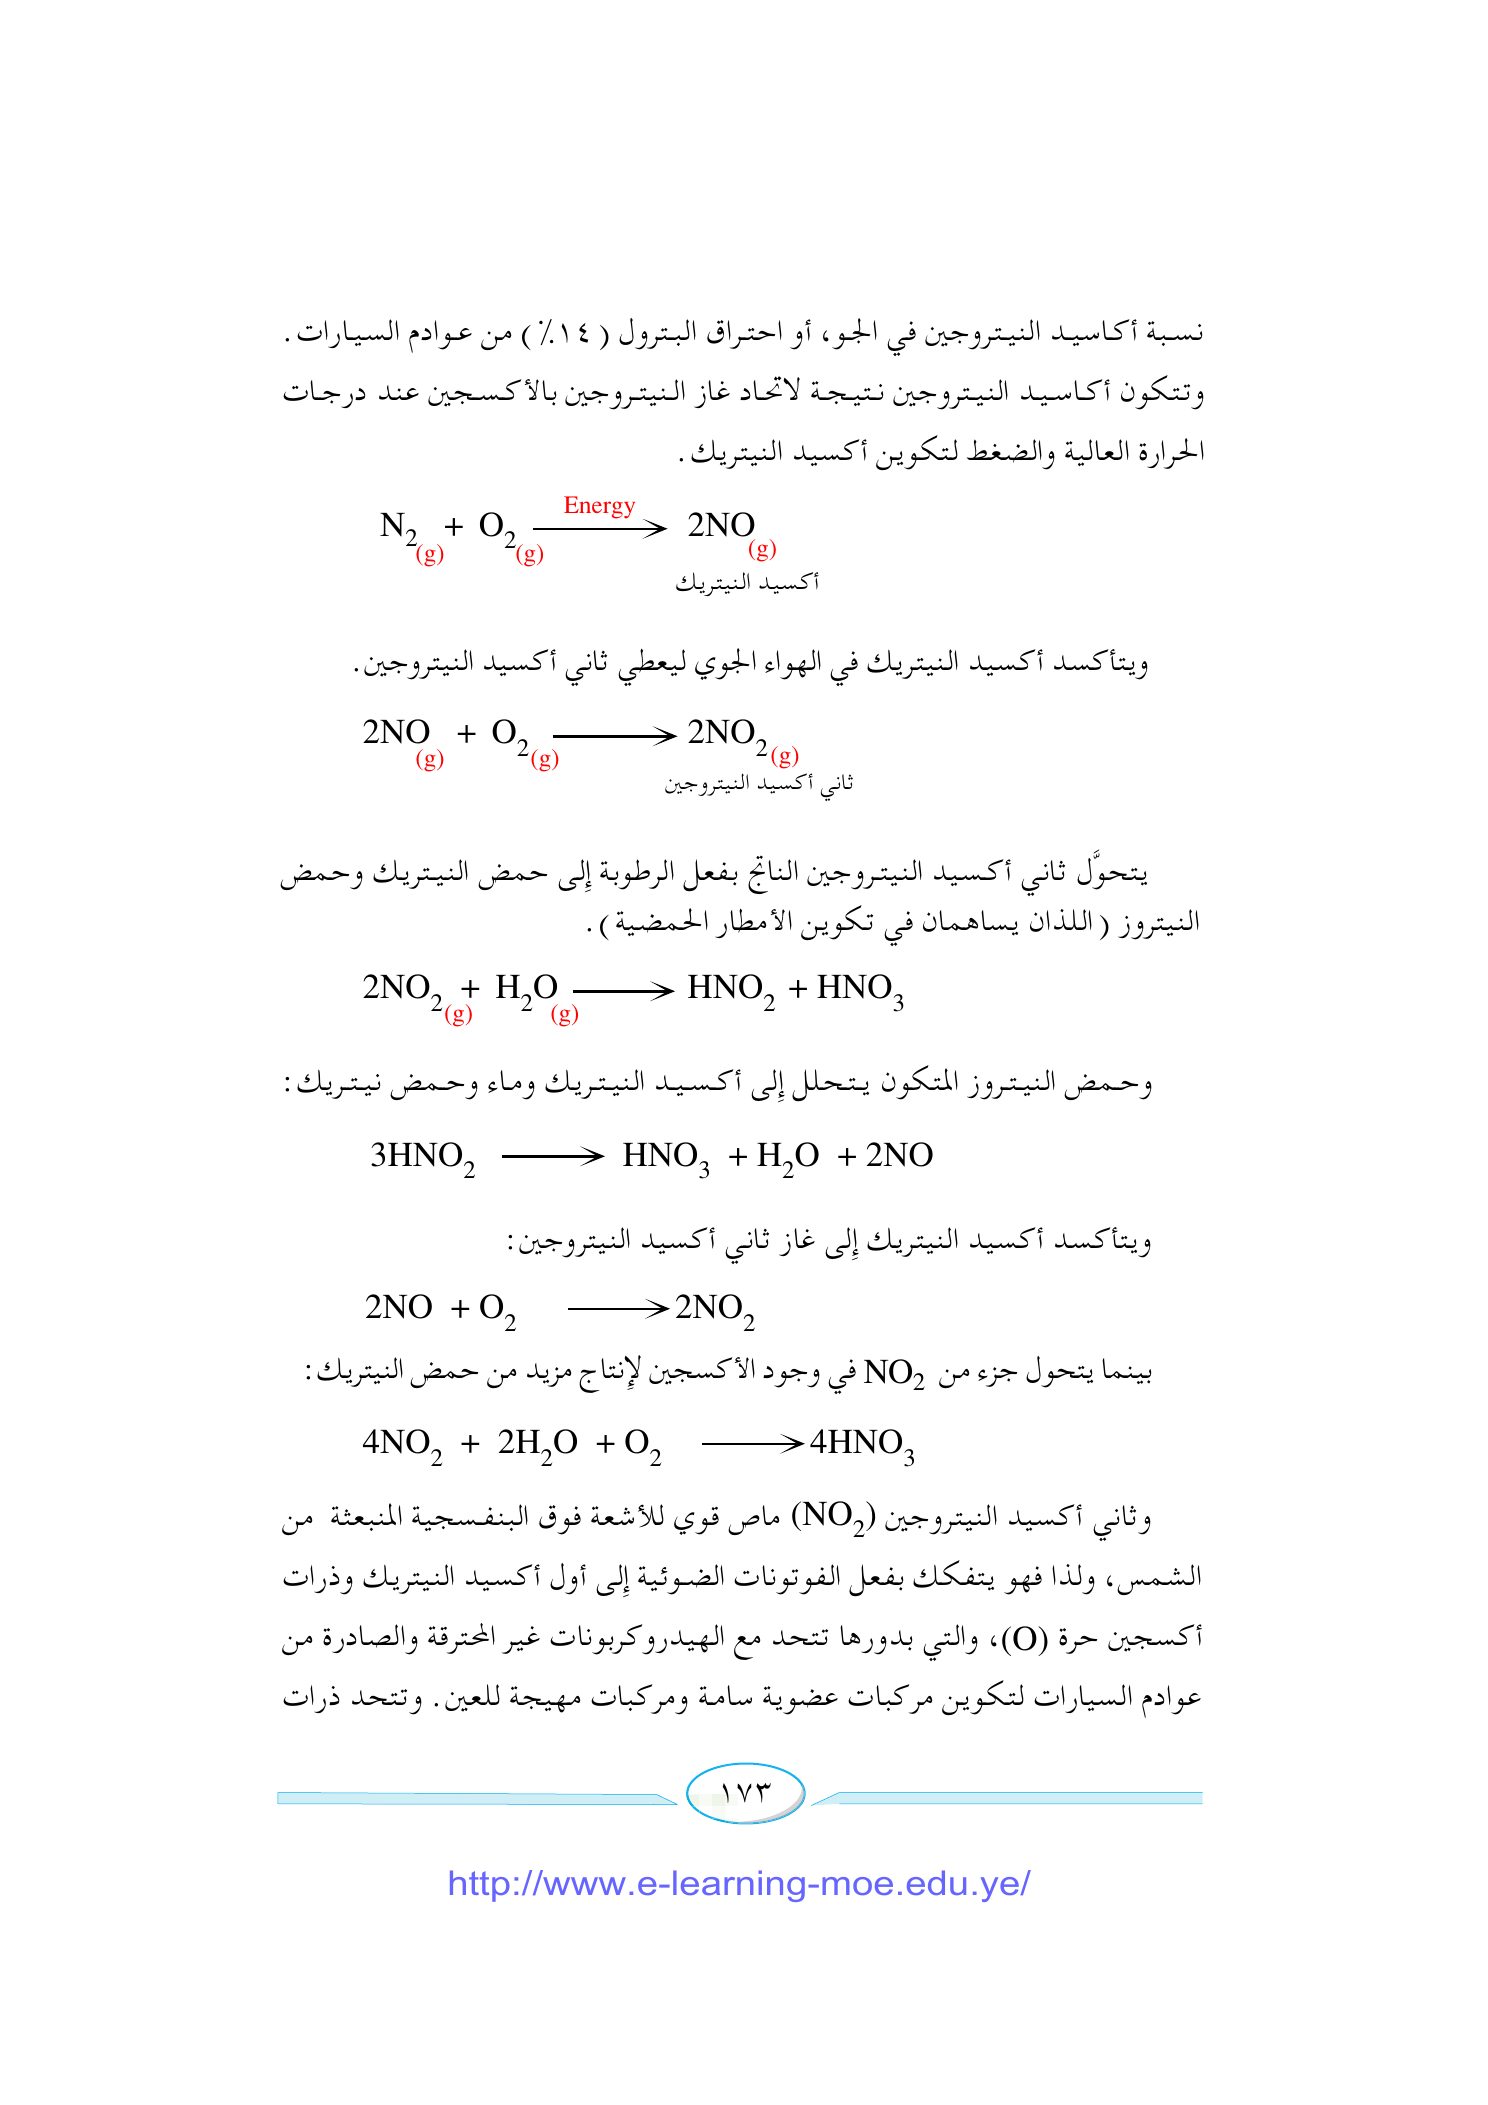 نسبة أكاسيد النيتروجين في الجو، أو احتراق البترول (١٤٪) من عوادم السيارات.
وتتكون أكاسيد النيتروجين نتيجة لاتحاد غاز النيتروجين بالأكسجين عند درجات
الحرارة العالية والضغط لتكوين أكسيد النيتريك.
N₂(g) + O₂(g) —Energy→ 2NO(g)
أكسيد النيتريك
ويتأكسد أكسيد النيتريك في الهواء الجوي ليعطي ثاني أكسيد النيتروجين.
2NO(g) + O₂(g) ⟶ 2NO₂(g)
ثاني أكسيد النيتروجين
يتحوَّل ثاني أكسيد النيتروجين الناتج بفعل الرطوبة إلى حمض النيتريك وحمض
النيتروز (اللذان يساهمان في تكوين الأمطار الحمضية).
2NO₂(g) + H₂O(g) ⟶ HNO₂ + HNO₃
وحمض النيتروز المتكون يتحلل إلى أكسيد النيتريك وماء وحمض نيتريك:
3HNO₂ ⟶ HNO₃ + H₂O + 2NO
ويتأكسد أكسيد النيتريك إلى غاز ثاني أكسيد النيتروجين:
2NO + O₂ ⟶ 2NO₂
بينما يتحول جزء من NO₂ في وجود الأكسجين لإنتاج مزيد من حمض النيتريك:
4NO₂ + 2H₂O + O₂ ⟶ 4HNO₃
وثاني أكسيد النيتروجين (NO₂) ماص قوي للأشعة فوق البنفسجية المنبعثة من
الشمس، ولذا فهو يتفكك بفعل الفوتونات الضوئية إلى أول أكسيد النيتريك وذرات
أكسجين حرة (O)، والتي بدورها تتحد مع الهيدروكربونات غير المحترقة والصادرة من
عوادم السيارات لتكوين مركبات عضوية سامة ومركبات مهيجة للعين. وتتحد ذرات
١٧٣
http://www.e-learning-moe.edu.ye/